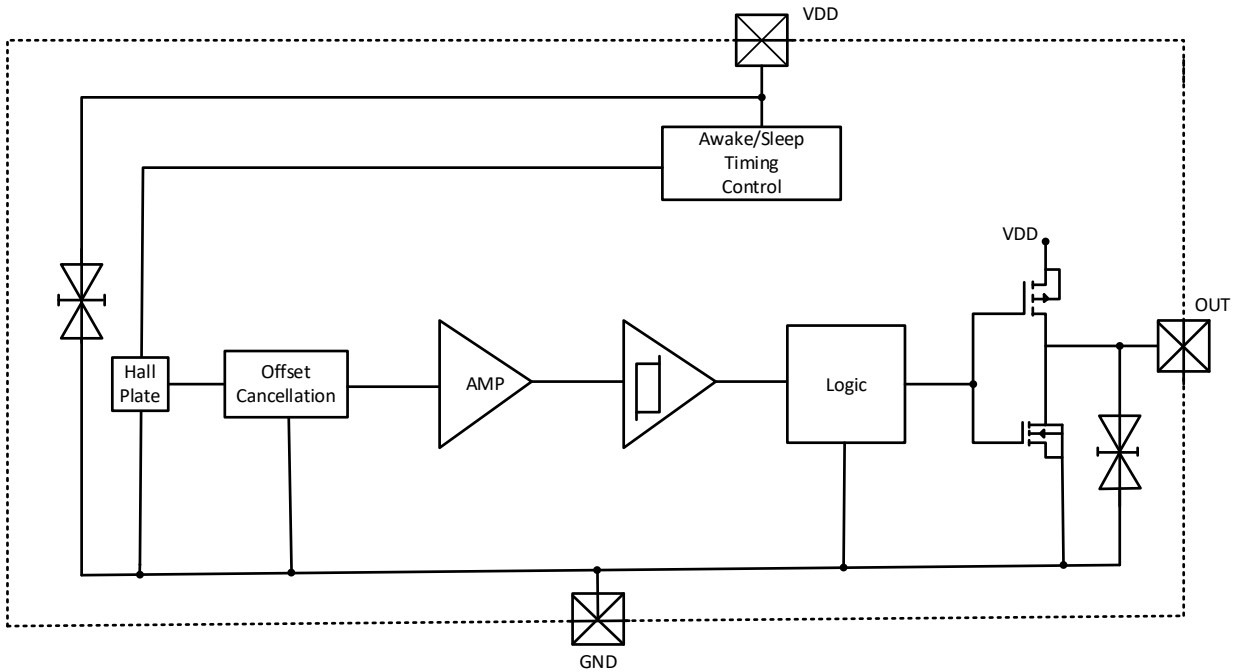 VDD
Awake/Sleep
Timing
Control
VDD
OUT
Hall
Plate
Offset
Cancellation
AMP
Logic
GND